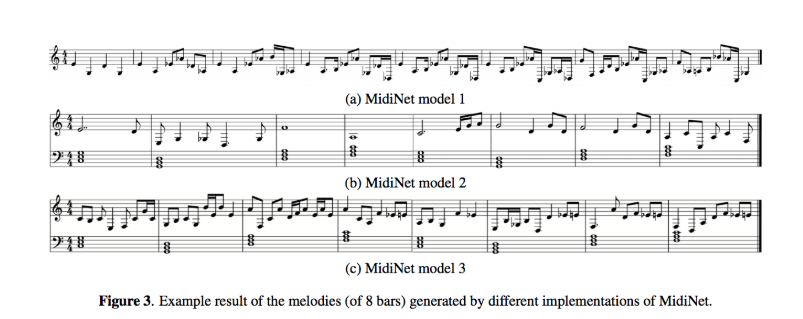 (a) MidiNet model 1
(b) MidiNet model 2
(c) MidiNet model 3
Figure 3. Example result of the melodies (of 8 bars) generated by different implementations of MidiNet.